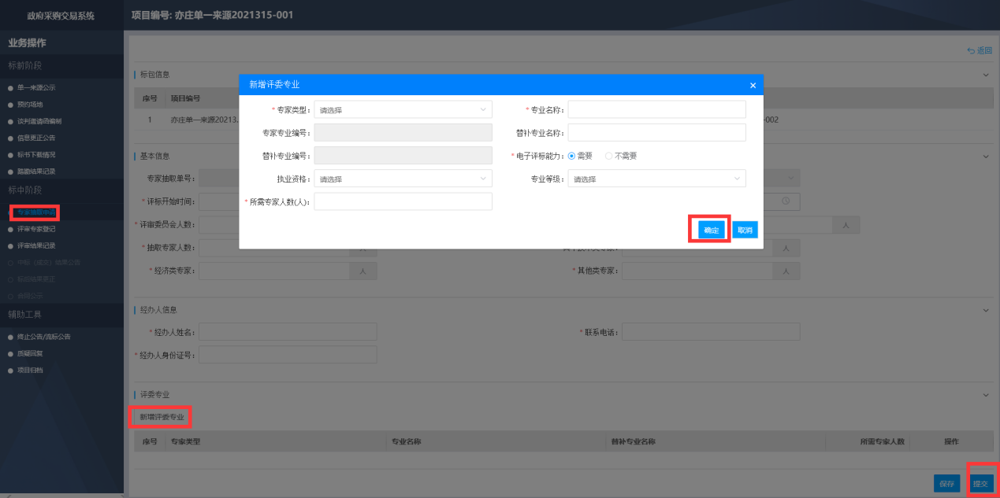 政府采购交易系统
项目编号: 亦庄单一来源2021315-001
业务操作
标前阶段
单一来源公示
预约场地
谈判邀请函编制
信息更正公告
标书下载情况
踏勘结果记录
标中阶段
专家抽取申请
评审专家登记
评审结果记录
中标（成交）结果公告
标后结果更正
合同公示
辅助工具
终止公告/流标公告
质疑回复
项目归档
返回
标包信息
序号 项目编号
1 亦庄单一来源20213. -002
新增评委专业 ×
* 专家类型： 请选择 * 专业名称：
专家专业编号： 替补专业名称：
替补专业编号： * 电子评标能力： 需要 不需要
执业资格： 请选择 专业等级： 请选择
* 所需专家人数(人)：
确定 取消
基本信息
专家抽取单号：
* 评标开始时间：
* 评审委员会人数： 人
* 抽取专家人数： 人 人
* 经济类专家： 人 * 其他类专家： 人
经办人信息
* 经办人姓名： * 联系电话：
* 经办人身份证号：
评委专业
新增评委专业
序号 专家类型 专业名称 替补专业名称 所需专家人数 操作
保存 提交